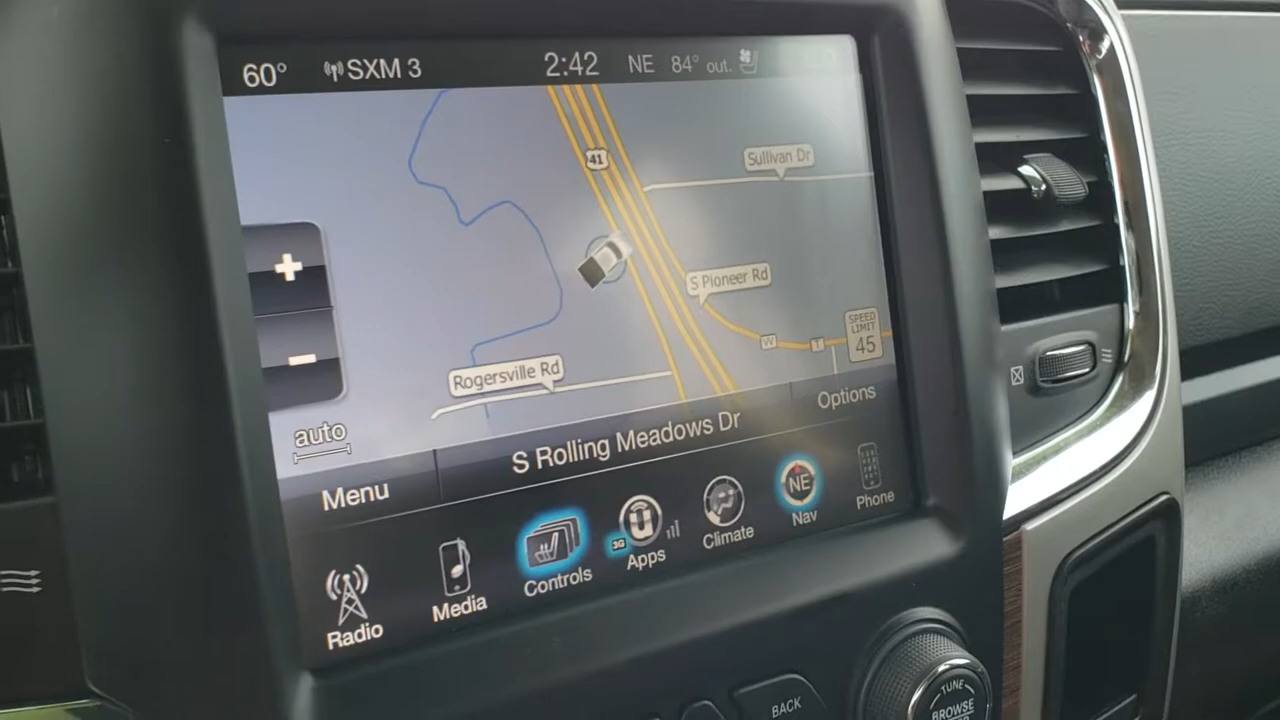 60° SXM 3 2:42 NE 84° out.
41
Sullivan Dr
S Pioneer Rd
W T
SPEED
LIMIT
45
Rogersville Rd
auto
Menu S Rolling Meadows Dr Options
Radio Media Controls 3G Apps Climate NE Nav Phone
BACK
TUNE
BROWSE